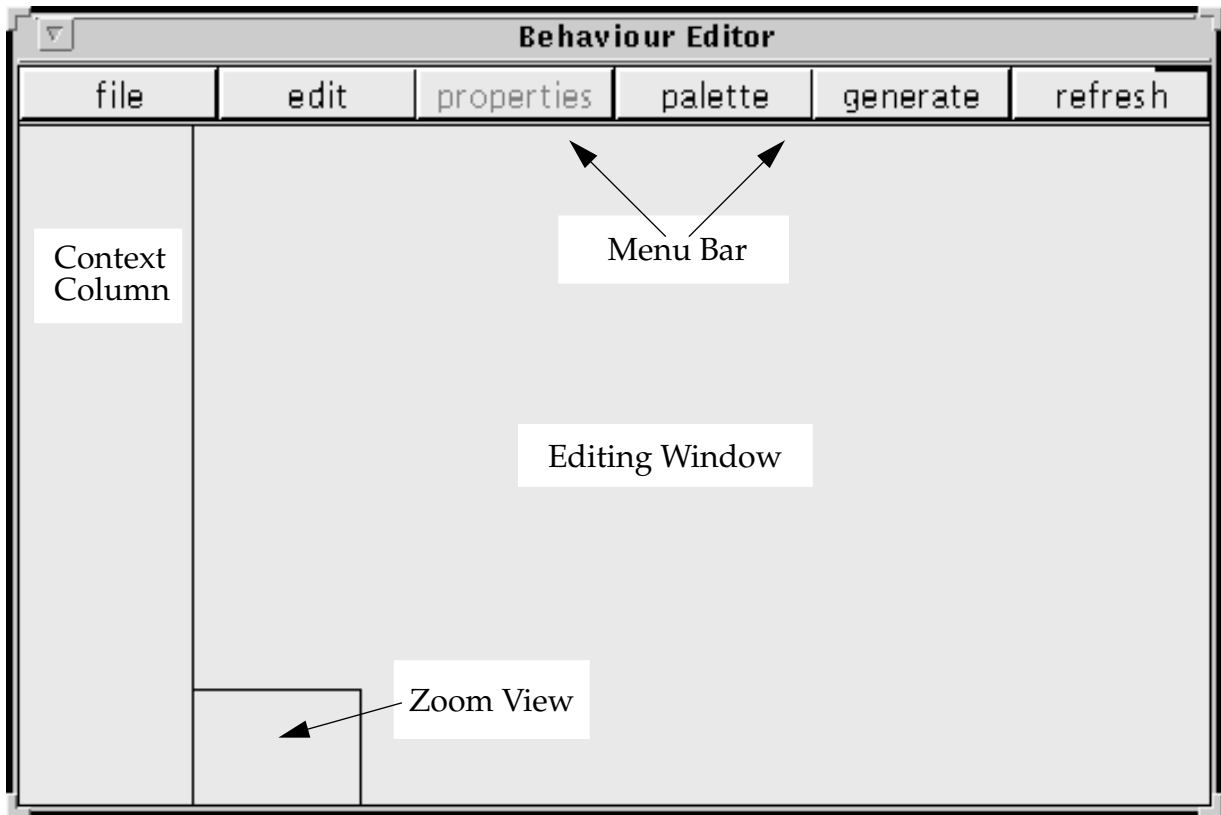 Behaviour Editor
file edit properties palette generate refresh
Menu Bar
Context
Column
Editing Window
Zoom View